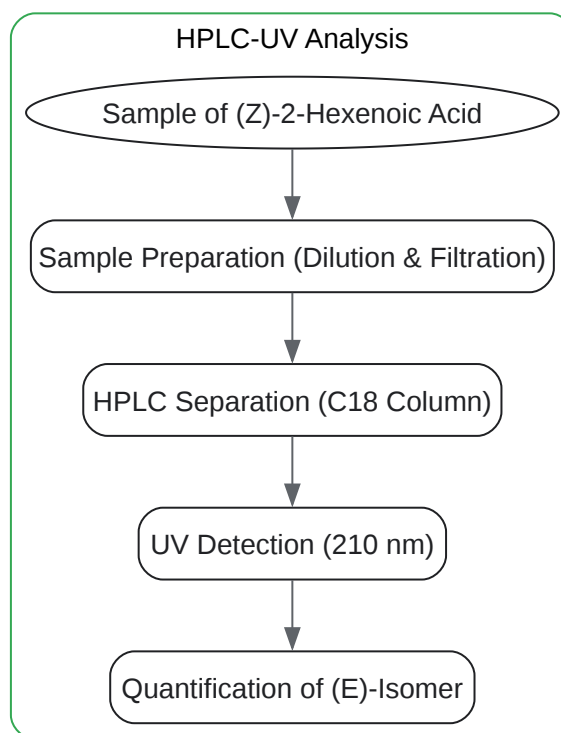 HPLC-UV Analysis
Sample of (Z)-2-Hexenoic Acid
Sample Preparation (Dilution & Filtration)
HPLC Separation (C18 Column)
UV Detection (210 nm)
Quantification of (E)-Isomer